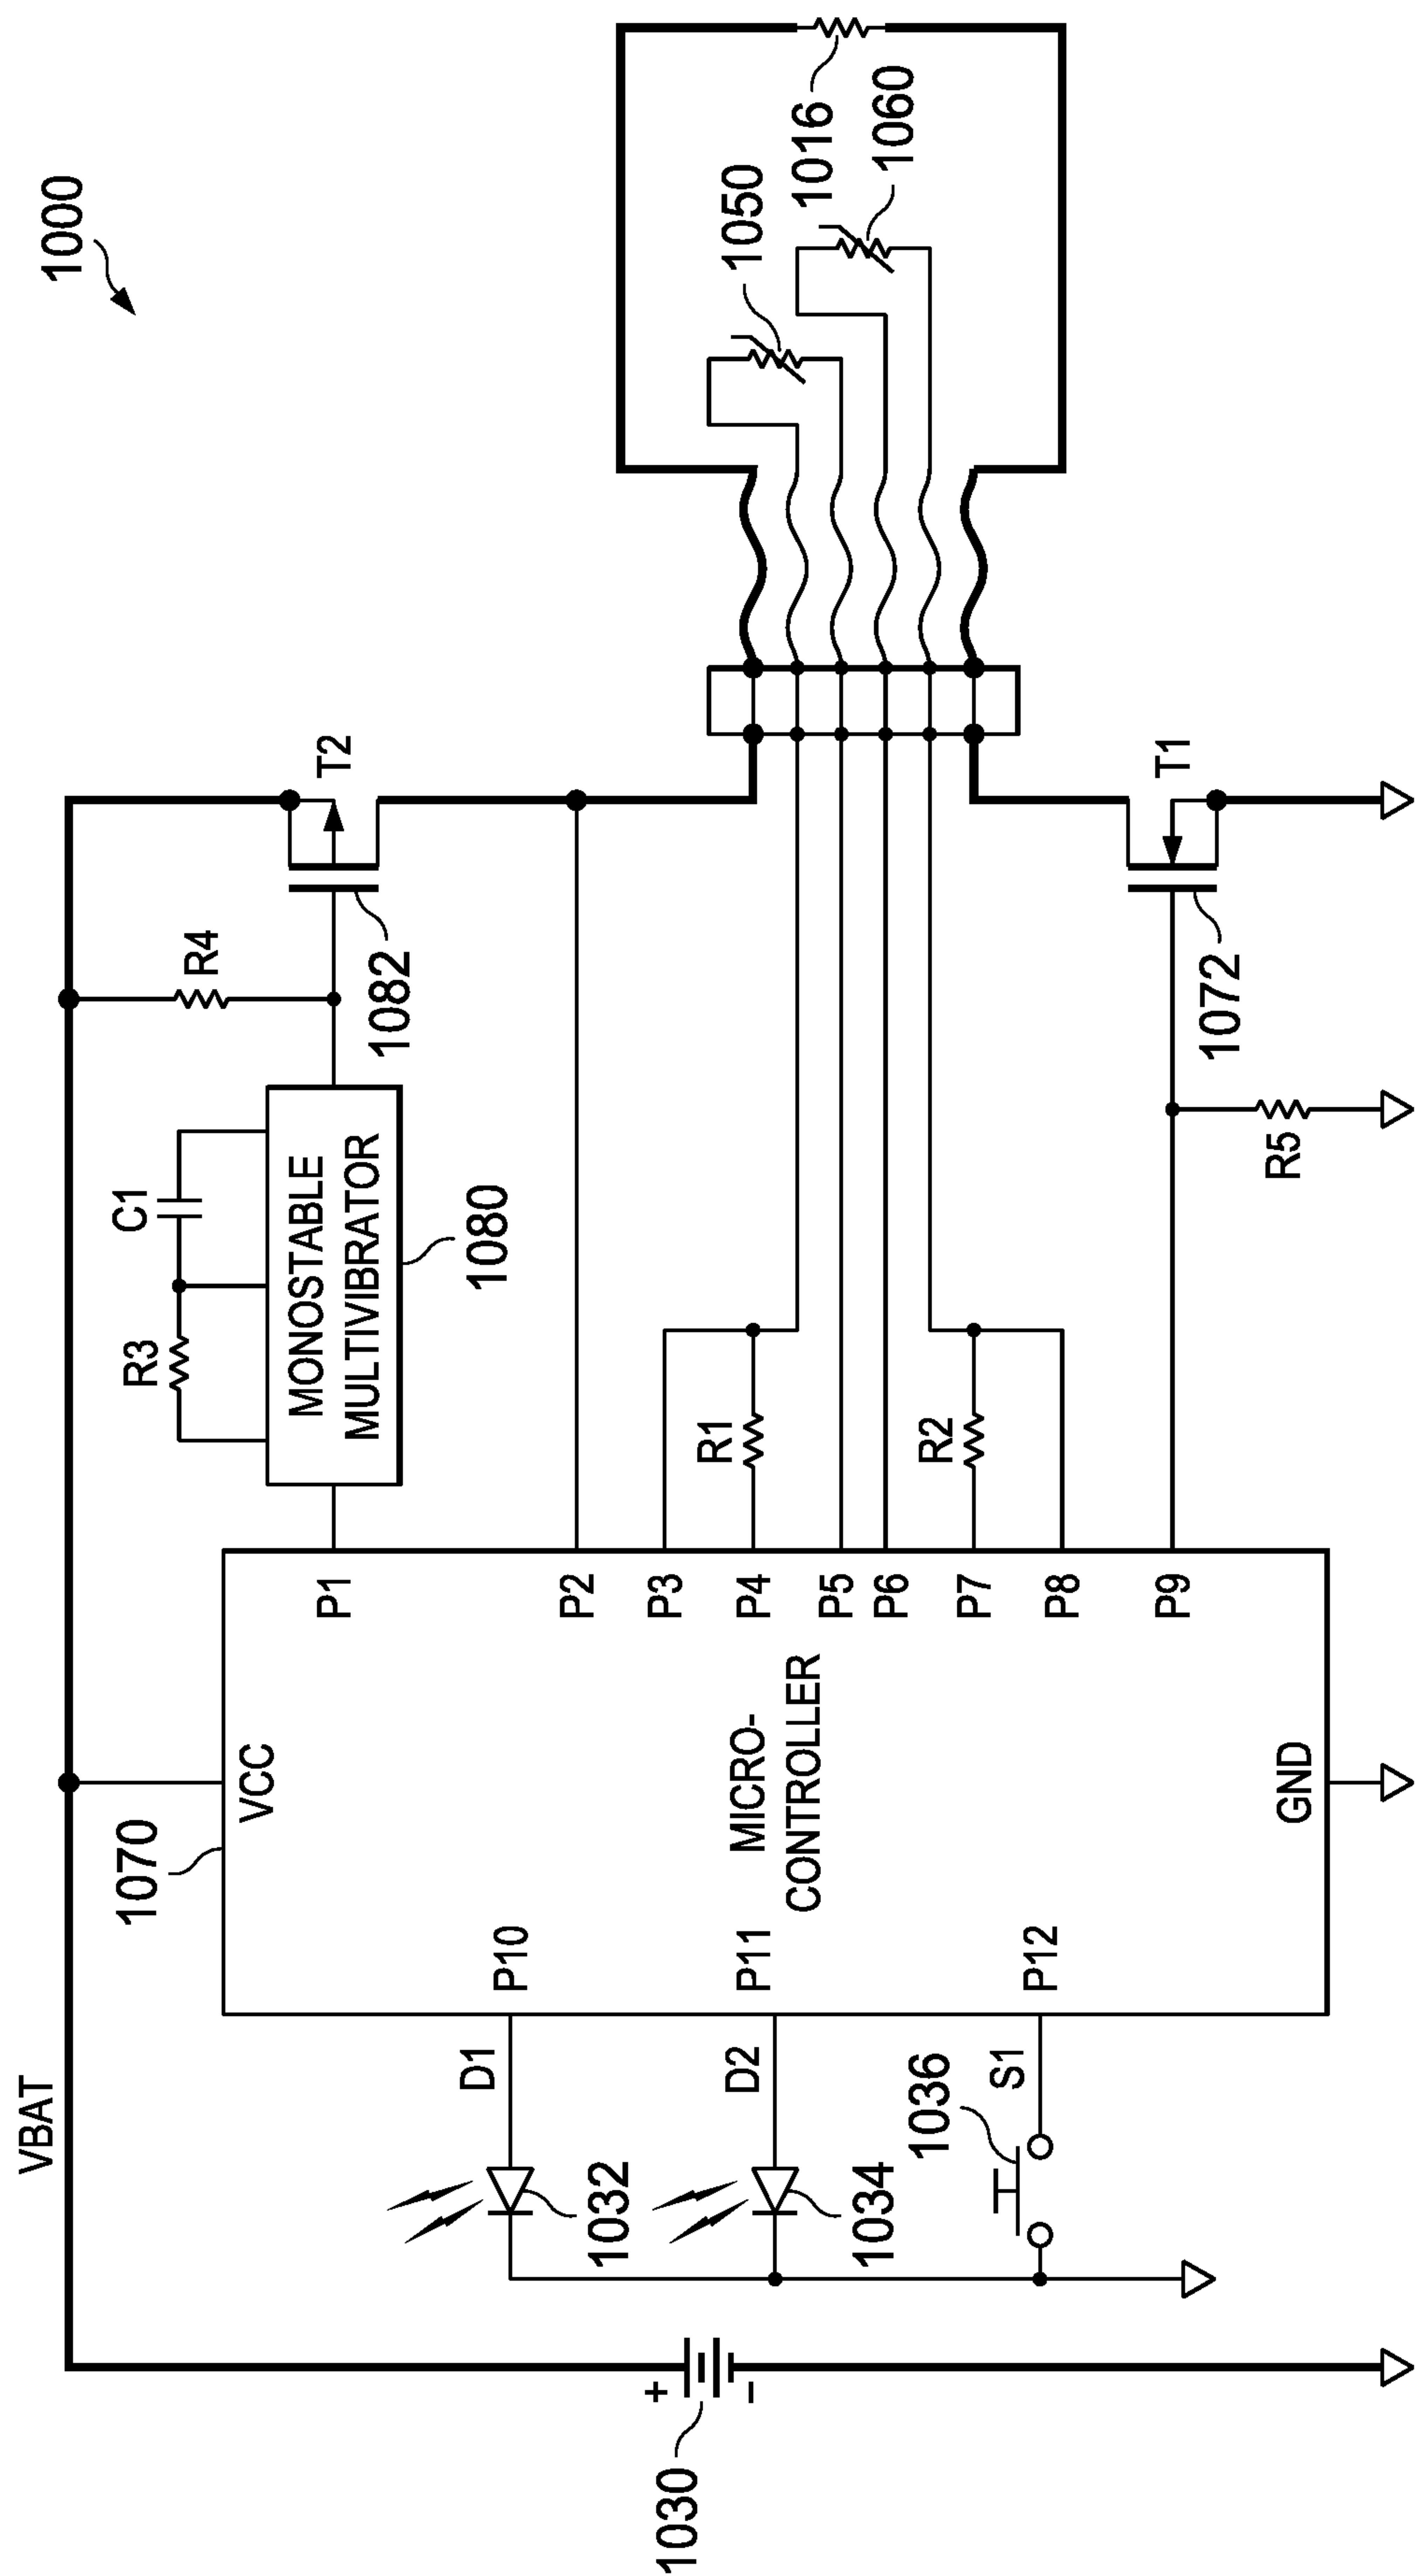 1000
VBAT
1070
VCC
R3
C1
R4
MONOSTABLE
MULTIVIBRATOR
1080
1082
T2
P1
P2
P3
P4
P5
P6
P7
P8
P9
P10
P11
P12
MICRO-
CONTROLLER
GND
D1
1032
D2
1034
S1
1036
+
-
1030
R1
R2
R5
1072
T1
1050
1016
1060